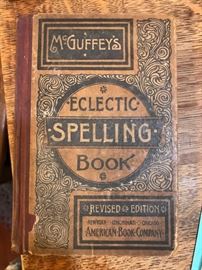 McGUFFEY'S
ECLECTIC
SPELLING
BOOK
REVISED EDITION
NEW YORK · CINCINNATI · CHICAGO
AMERICAN·BOOK·COMPANY